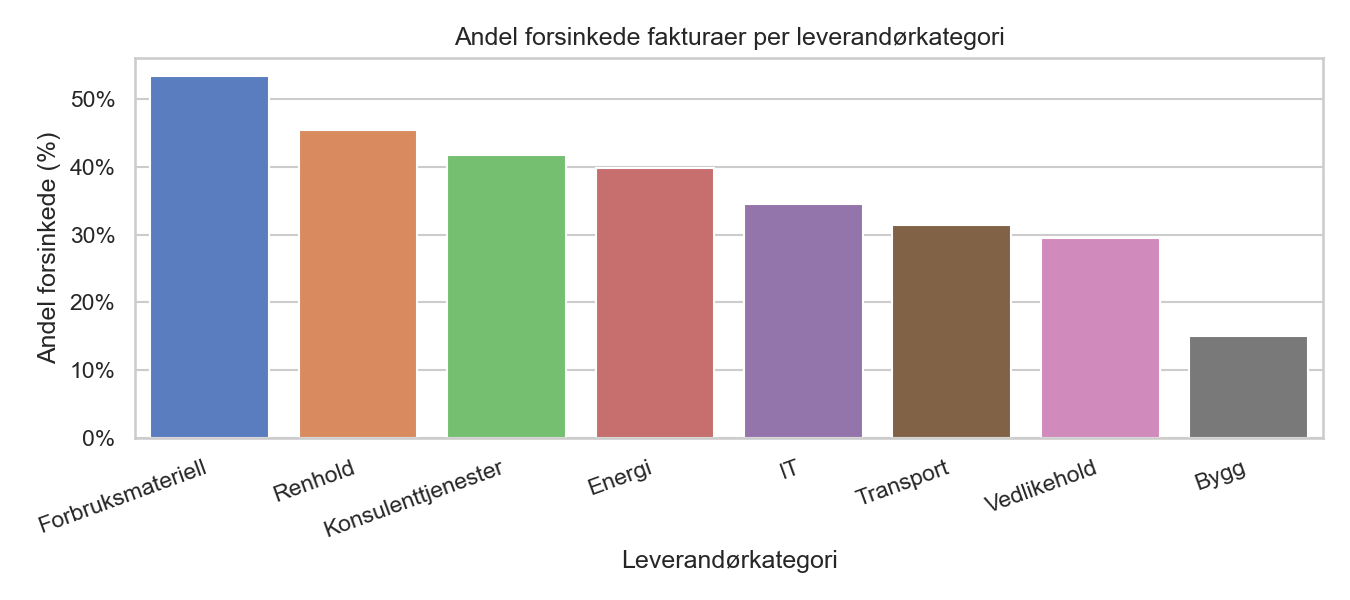 Andel forsinkede fakturaer per leverandørkategori
Andel forsinkede (%)
50%
40%
30%
20%
10%
0%
Forbruksmateriell
Renhold
Konsulenttjenester
Energi
IT
Transport
Vedlikehold
Bygg
Leverandørkategori